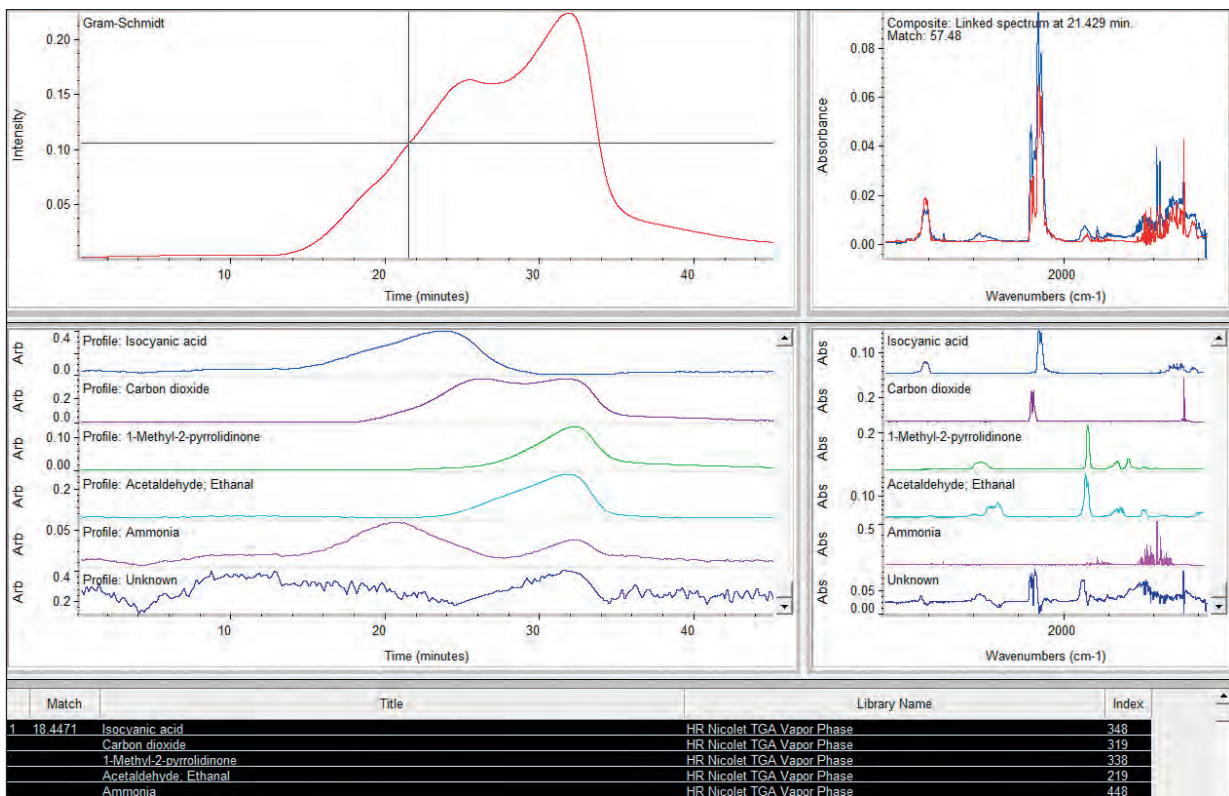 Gram-Schmidt
0.20
0.15
0.10
0.05
Intensity
10 20 30 40
Time (minutes)
Composite: Linked spectrum at 21.429 min.
Match: 57.48
0.08
0.06
0.04
0.02
0.00
Absorbance
2000
Wavenumbers (cm-1)
Arb 0.4 0.0 Profile: Isocyanic acid
Arb 0.2 0.0 Profile: Carbon dioxide
Arb 0.10 0.00 Profile: 1-Methyl-2-pyrrolidinone
Arb 0.2 Profile: Acetaldehyde; Ethanal
Arb 0.05 Profile: Ammonia
Arb 0.4 0.2 Profile: Unknown
10 20 30 40
Time (minutes)
Abs 0.10 Isocyanic acid
Abs 0.2 Carbon dioxide
Abs 0.2 1-Methyl-2-pyrrolidinone
Abs 0.10 Acetaldehyde; Ethanal
Abs 0.5 Ammonia
Abs 0.05 0.00 Unknown
2000
Wavenumbers (cm-1)
Match Title Library Name Index
1 18.4471 Isocyanic acid HR Nicolet TGA Vapor Phase 348
Carbon dioxide HR Nicolet TGA Vapor Phase 319
1-Methyl-2-pyrrolidinone HR Nicolet TGA Vapor Phase 338
Acetaldehyde; Ethanal HR Nicolet TGA Vapor Phase 219
Ammonia HR Nicolet TGA Vapor Phase 448